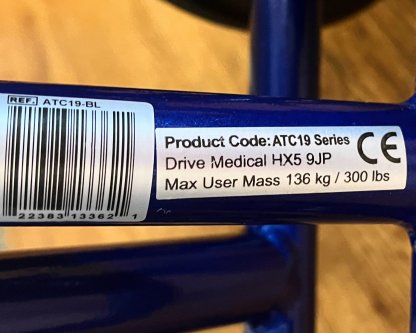 REF. ATC19-BL
22383 13362 1
Product Code: ATC19 Series
Drive Medical HX5 9JP
Max User Mass 136 kg / 300 lbs
CE